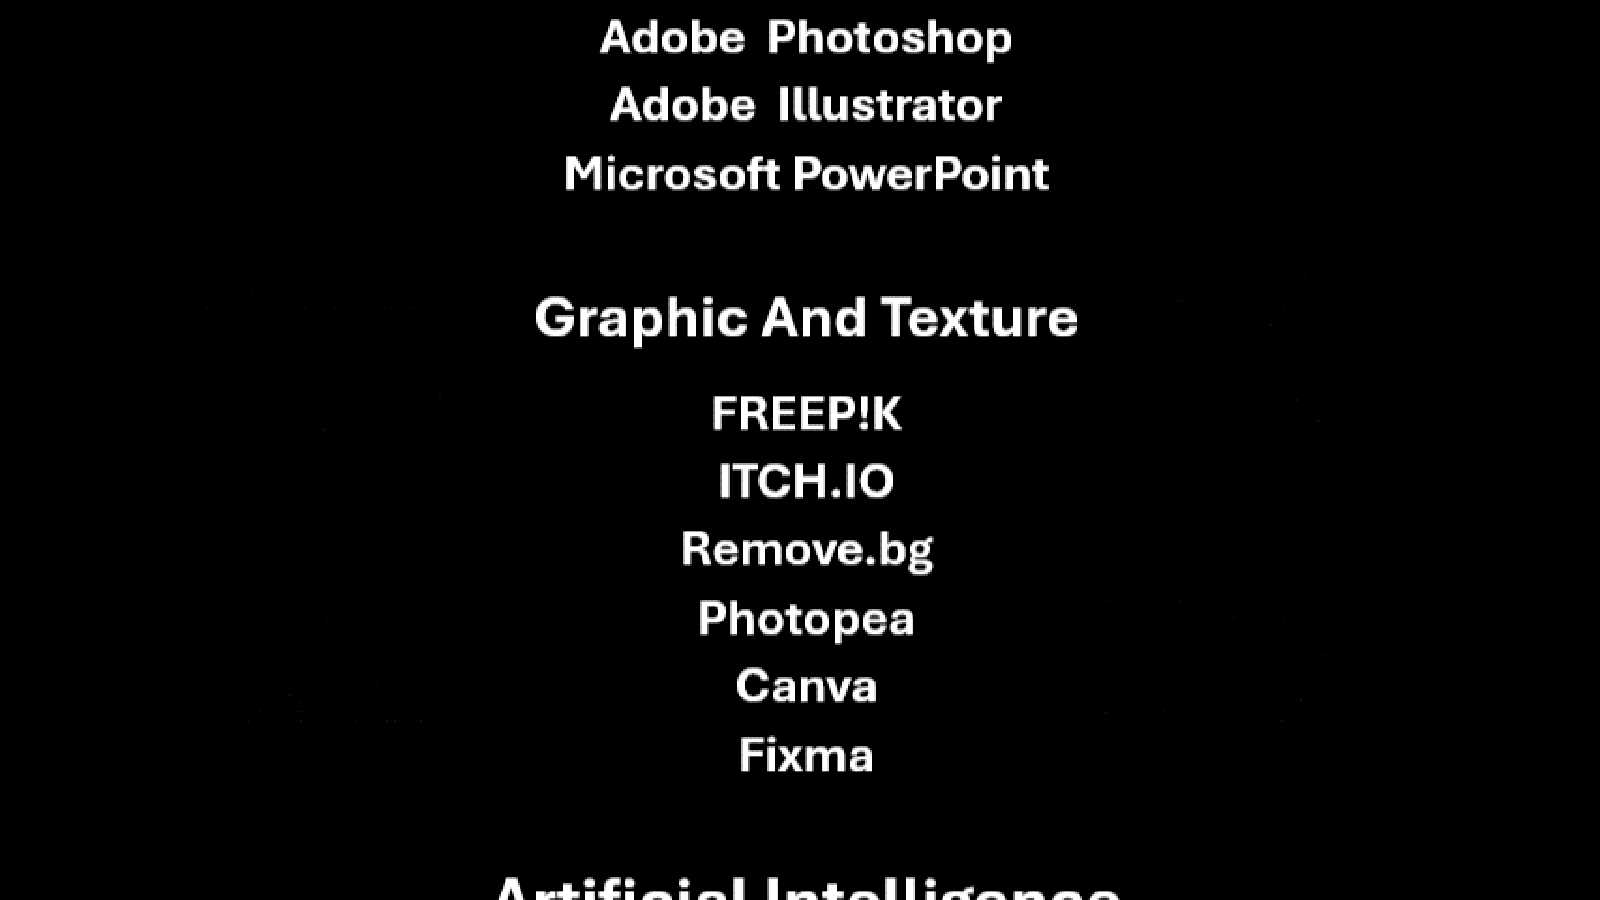 Adobe Photoshop
Adobe Illustrator
Microsoft PowerPoint
Graphic And Texture
FREEP!K
ITCH.IO
Remove.bg
Photopea
Canva
Fixma
Artificial Intelligence